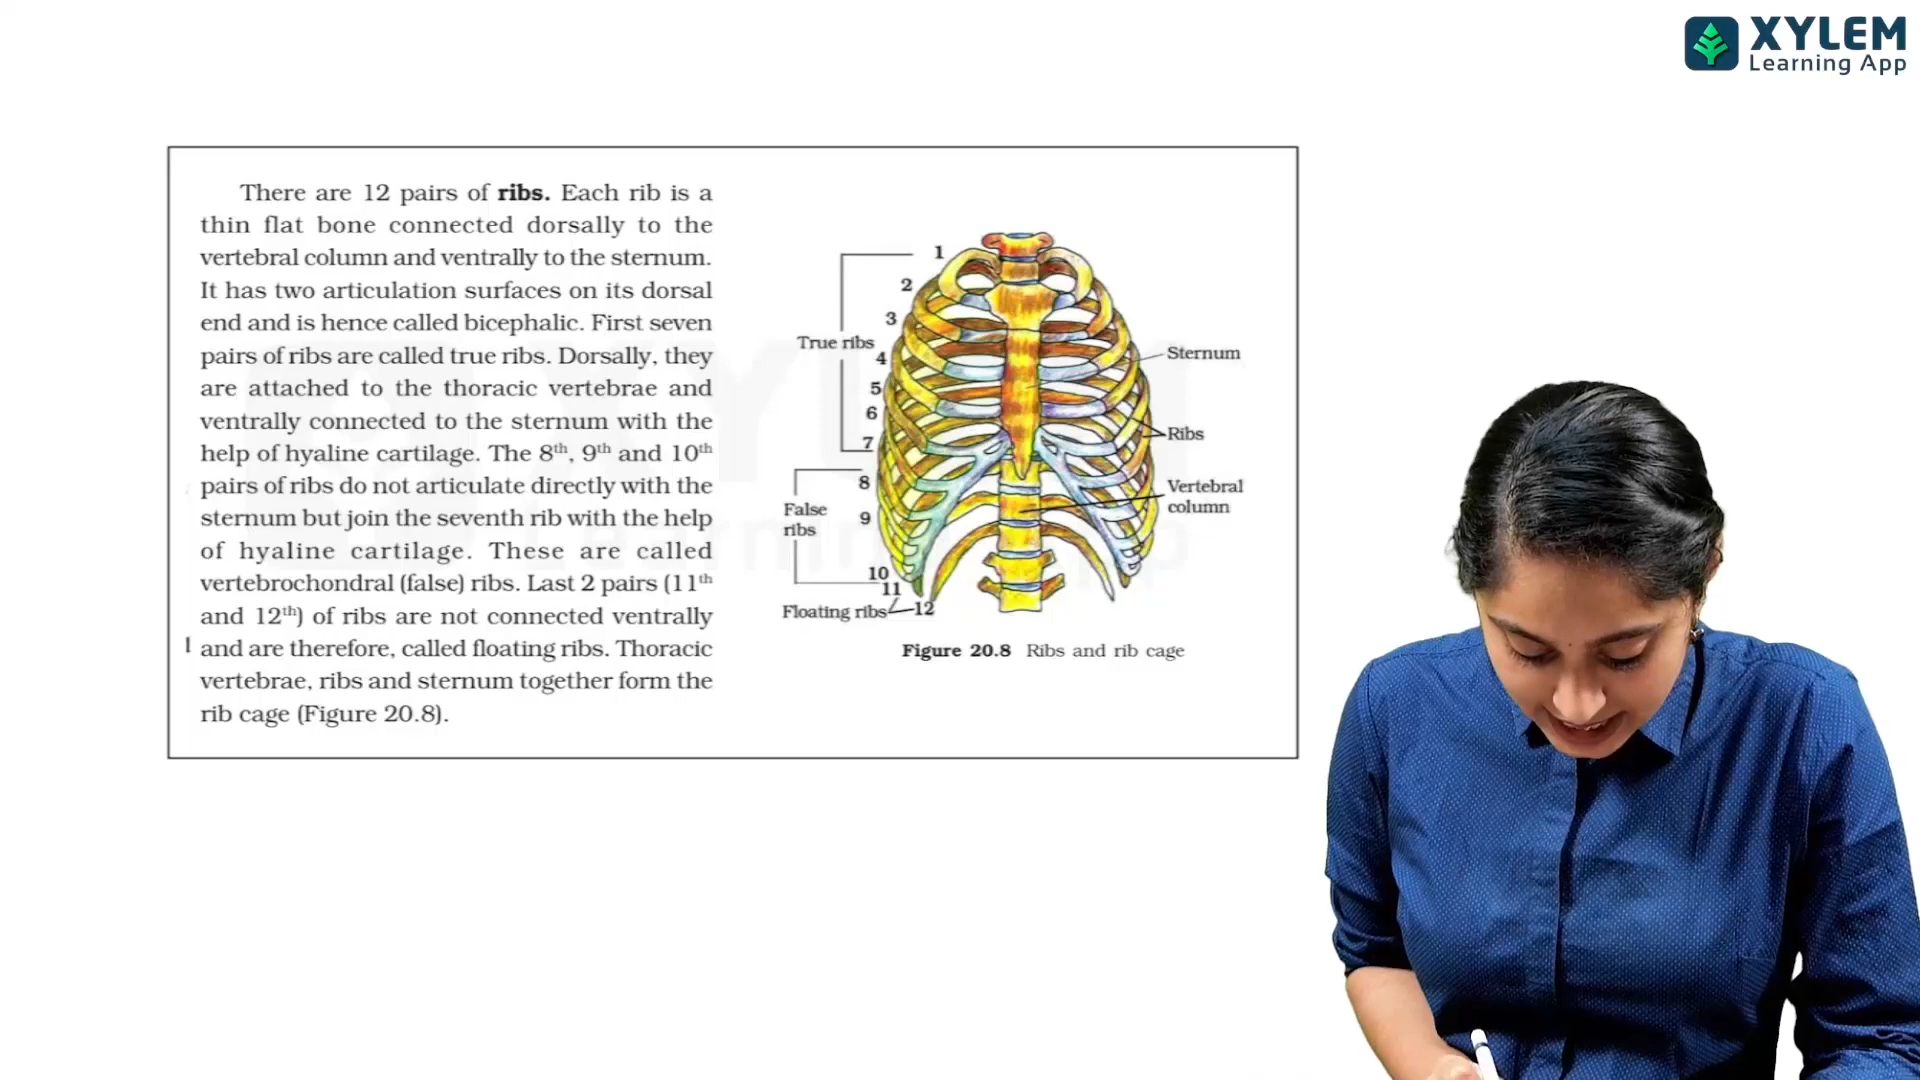 XYLEM
Learning App
There are 12 pairs of ribs. Each rib is a
thin flat bone connected dorsally to the
vertebral column and ventrally to the sternum.
It has two articulation surfaces on its dorsal
end and is hence called bicephalic. First seven
pairs of ribs are called true ribs. Dorsally, they
are attached to the thoracic vertebrae and
ventrally connected to the sternum with the
help of hyaline cartilage. The 8th, 9th and 10th
pairs of ribs do not articulate directly with the
sternum but join the seventh rib with the help
of hyaline cartilage. These are called
vertebrochondral (false) ribs. Last 2 pairs (11th
and 12th) of ribs are not connected ventrally
and are therefore, called floating ribs. Thoracic
vertebrae, ribs and sternum together form the
rib cage (Figure 20.8).
1
2
3
True ribs
4
5
6
7
8
False
ribs
9
10
11
Floating ribs
12
Sternum
Ribs
Vertebral
column
Figure 20.8 Ribs and rib cage
XYLEM
Learning App